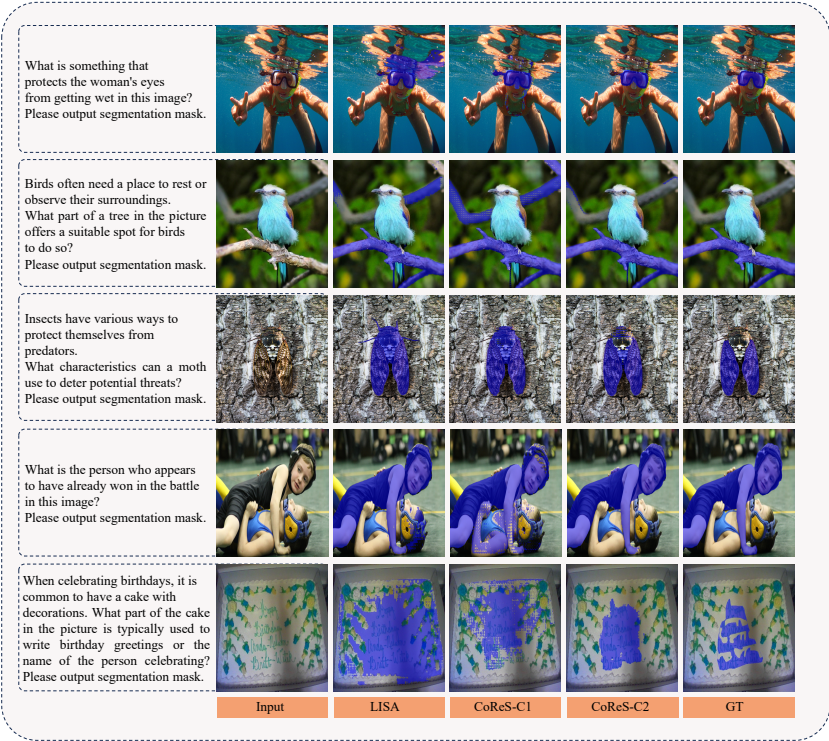 What is something that
protects the woman's eyes
from getting wet in this image?
Please output segmentation mask.
Birds often need a place to rest or
observe their surroundings.
What part of a tree in the picture
offers a suitable spot for birds
to do so?
Please output segmentation mask.
Insects have various ways to
protect themselves from
predators.
What characteristics can a moth
use to deter potential threats?
Please output segmentation mask.
What is the person who appears
to have already won in the battle
in this image?
Please output segmentation mask.
When celebrating birthdays, it is
common to have a cake with
decorations. What part of the cake
in the picture is typically used to
write birthday greetings or the
name of the person celebrating?
Please output segmentation mask.
Input
LISA
CoReS-C1
CoReS-C2
GT